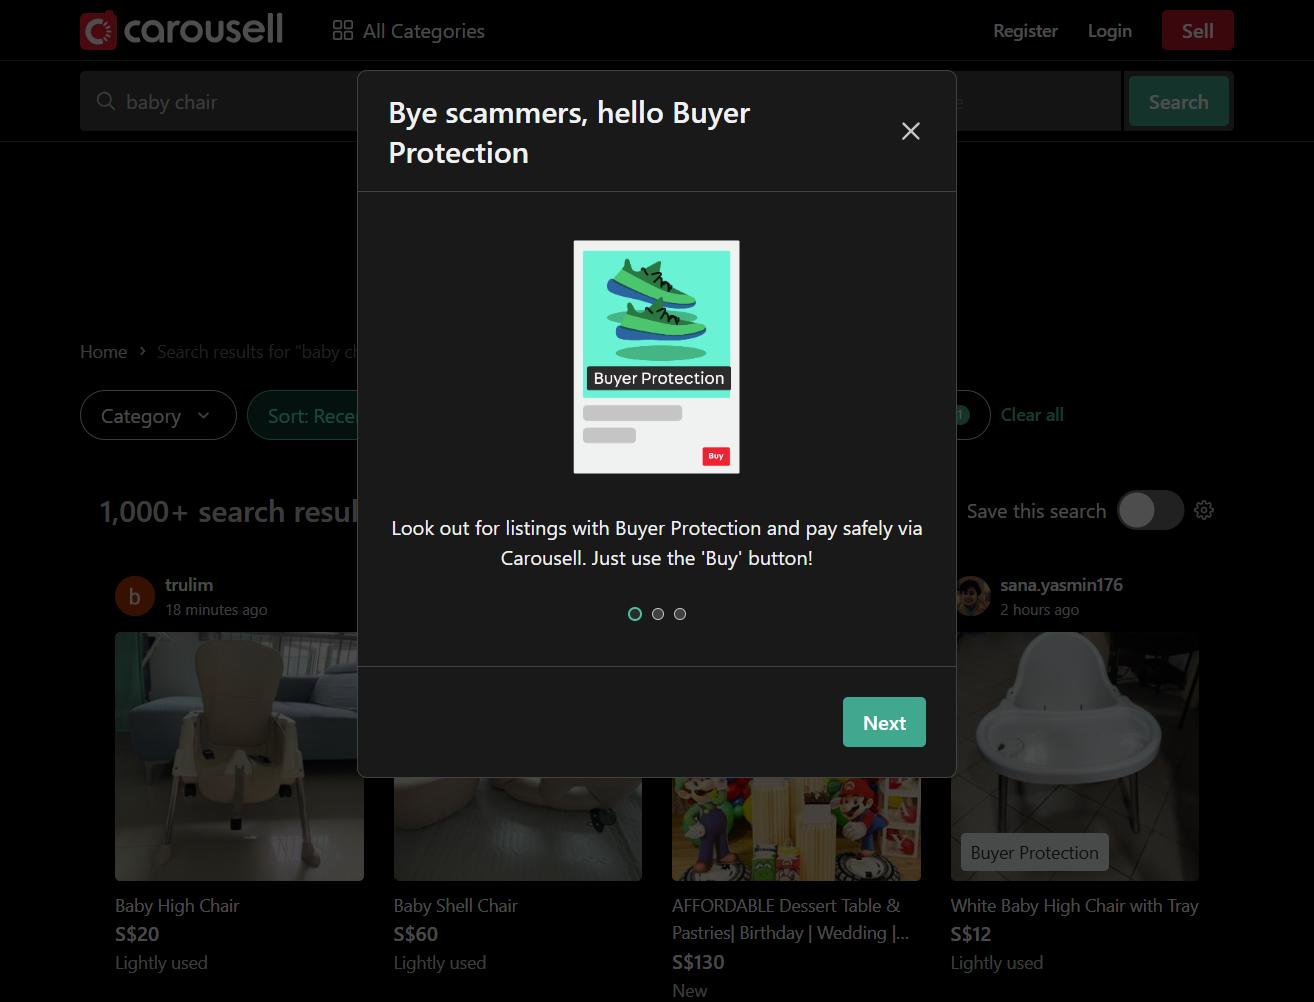 carousell
All Categories
Register
Login
Sell
baby chair
Search
Bye scammers, hello Buyer
Protection
Buyer Protection
Buy
Look out for listings with Buyer Protection and pay safely via
Carousell. Just use the 'Buy' button!
Next
Home
Search results for "baby ch
Category
Sort: Rece
1
Clear all
1,000+ search resul
Save this search
b
trulim
18 minutes ago
sana.yasmin176
2 hours ago
Buyer Protection
Baby High Chair
S$20
Lightly used
Baby Shell Chair
S$60
Lightly used
AFFORDABLE Dessert Table &
Pastries| Birthday | Wedding |...
S$130
New
White Baby High Chair with Tray
S$12
Lightly used